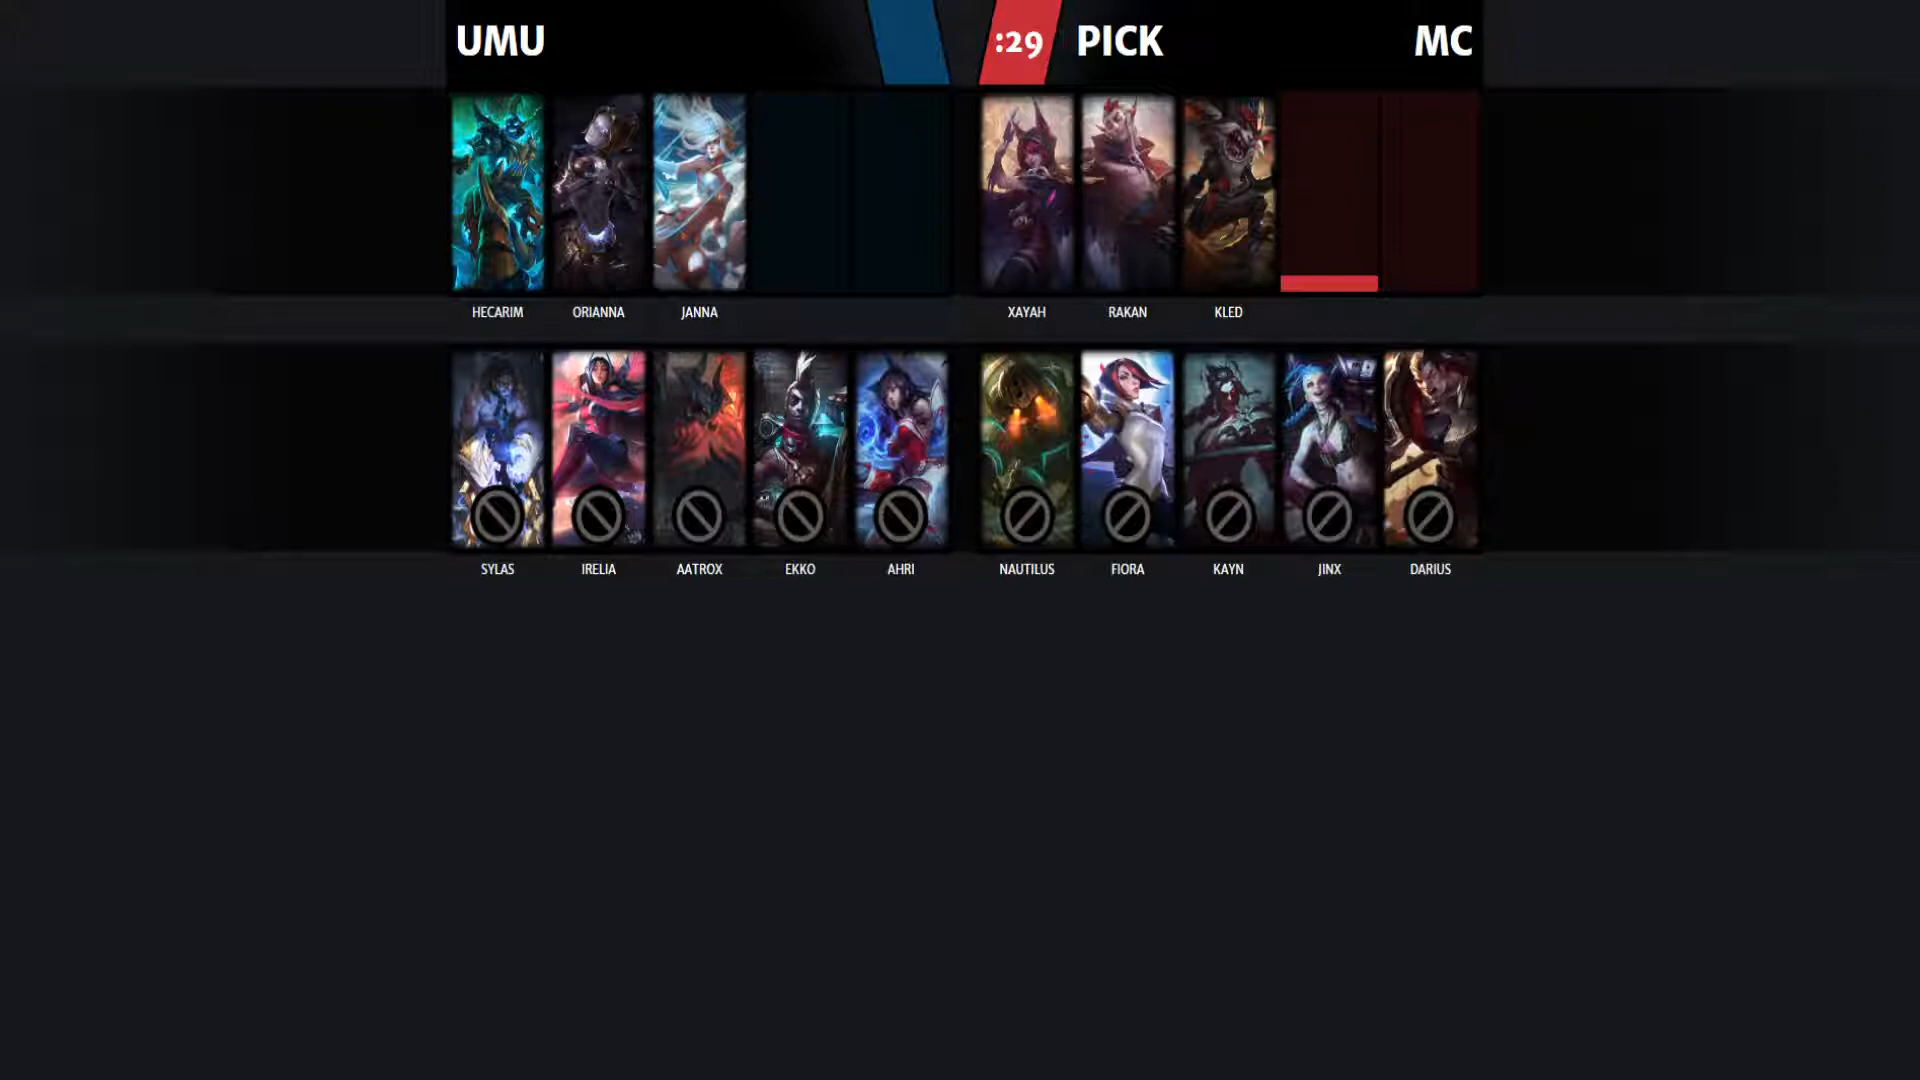 UMU :29 PICK MC
HECARIM ORIANNA JANNA XAYAH RAKAN KLED
SYLAS IRELIA AATROX EKKO AHRI NAUTILUS FIORA KAYN JINX DARIUS